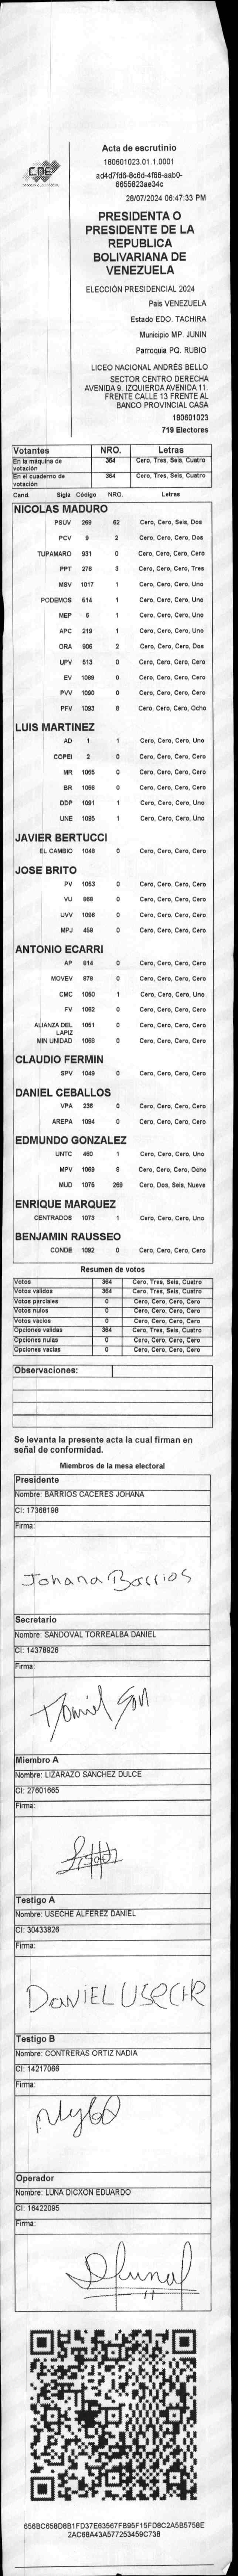 CNE
Acta de escrutinio
180601023.01.1.0001
ad4d7fd6-8c6d-4f66-aab0-
6655823ae34c
28/07/2024 06:47:33 PM
PRESIDENTA O
PRESIDENTE DE LA
REPUBLICA
BOLIVARIANA DE
VENEZUELA
ELECCIÓN PRESIDENCIAL 2024
Pais VENEZUELA
Estado EDO. TACHIRA
Municipio MP. JUNIN
Parroquia PQ. RUBIO
LICEO NACIONAL ANDRÉS BELLO
SECTOR CENTRO DERECHA
AVENIDA 9. IZQUIERDA AVENIDA 11.
FRENTE CALLE 13 FRENTE AL
BANCO PROVINCIAL CASA
180601023
719 Electores
Votantes NRO. Letras
En la máquina de votación 364 Cero, Tres, Seis, Cuatro
En el cuaderno de votación 364 Cero, Tres, Seis, Cuatro
Cand. Sigla Código NRO. Letras
NICOLAS MADURO
PSUV 269 62 Cero, Cero, Seis, Dos
PCV 9 2 Cero, Cero, Cero, Dos
TUPAMARO 931 0 Cero, Cero, Cero, Cero
PPT 276 3 Cero, Cero, Cero, Tres
MSV 1017 1 Cero, Cero, Cero, Uno
PODEMOS 514 1 Cero, Cero, Cero, Uno
MEP 6 1 Cero, Cero, Cero, Uno
APC 219 1 Cero, Cero, Cero, Uno
ORA 906 2 Cero, Cero, Cero, Dos
UPV 613 0 Cero, Cero, Cero, Cero
EV 1089 0 Cero, Cero, Cero, Cero
PVV 1090 0 Cero, Cero, Cero, Cero
PFV 1093 8 Cero, Cero, Cero, Ocho
LUIS MARTINEZ
AD 1 1 Cero, Cero, Cero, Uno
COPEI 2 0 Cero, Cero, Cero, Cero
MR 1065 0 Cero, Cero, Cero, Cero
BR 1066 0 Cero, Cero, Cero, Cero
DDP 1091 1 Cero, Cero, Cero, Uno
UNE 1095 1 Cero, Cero, Cero, Uno
JAVIER BERTUCCI
EL CAMBIO 1048 0 Cero, Cero, Cero, Cero
JOSE BRITO
PV 1053 0 Cero, Cero, Cero, Cero
VU 868 0 Cero, Cero, Cero, Cero
UVV 1096 0 Cero, Cero, Cero, Cero
MPJ 458 0 Cero, Cero, Cero, Cero
ANTONIO ECARRI
AP 814 0 Cero, Cero, Cero, Cero
MOVEV 978 0 Cero, Cero, Cero, Cero
CMC 1050 1 Cero, Cero, Cero, Uno
FV 1062 0 Cero, Cero, Cero, Cero
ALIANZA DEL LAPIZ 1051 0 Cero, Cero, Cero, Cero
MIN UNIDAD 1069 0 Cero, Cero, Cero, Cero
CLAUDIO FERMIN
SPV 1049 0 Cero, Cero, Cero, Cero
DANIEL CEBALLOS
VPA 236 0 Cero, Cero, Cero, Cero
AREPA 1094 0 Cero, Cero, Cero, Cero
EDMUNDO GONZALEZ
UNTC 460 1 Cero, Cero, Cero, Uno
MPV 1069 8 Cero, Cero, Cero, Ocho
MUD 1076 269 Cero, Dos, Seis, Nueve
ENRIQUE MARQUEZ
CENTRADOS 1073 1 Cero, Cero, Cero, Uno
BENJAMIN RAUSSEO
CONDE 1092 0 Cero, Cero, Cero, Cero
Resumen de votos
Votos 364 Cero, Tres, Seis, Cuatro
Votos validos 364 Cero, Tres, Seis, Cuatro
Votos parciales 0 Cero, Cero, Cero, Cero
Votos nulos 0 Cero, Cero, Cero, Cero
Votos vacios 0 Cero, Cero, Cero, Cero
Opciones validas 364 Cero, Tres, Seis, Cuatro
Opciones nulas 0 Cero, Cero, Cero, Cero
Opciones vacias 0 Cero, Cero, Cero, Cero
Observaciones:
Se levanta la presente acta la cual firman en
señal de conformidad.
Miembros de la mesa electoral
Presidente
Nombre: BARRIOS CACERES JOHANA
CI: 17368198
Firma:
Johana Barrios
Secretario
Nombre: SANDOVAL TORREALBA DANIEL
CI: 14378926
Firma:
Miembro A
Nombre: LIZARAZO SANCHEZ DULCE
CI: 27601665
Firma:
Testigo A
Nombre: USECHE ALFEREZ DANIEL
CI: 30433826
Firma:
DANIEL USECHE
Testigo B
Nombre: CONTRERAS ORTIZ NADIA
CI: 14217066
Firma:
Operador
Nombre: LUNA DICXON EDUARDO
CI: 16422095
Firma:
656BC658D8B1FD37E63567FB95F15FD8C2A5B5758E
2AC68A43A577253459C738